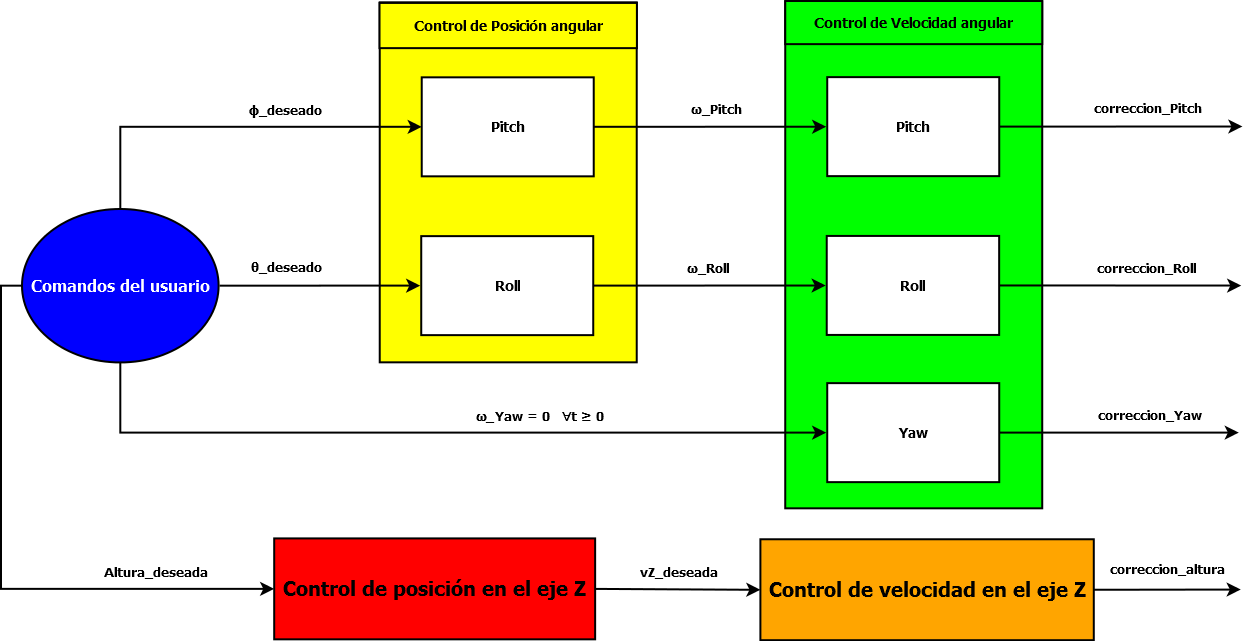 Control de Posición angular
Control de Velocidad angular
ϕ_deseado
Pitch
ω_Pitch
Pitch
correccion_Pitch
Comandos del usuario
θ_deseado
Roll
ω_Roll
Roll
correccion_Roll
ω_Yaw = 0 ∀t ≥ 0
Yaw
correccion_Yaw
Altura_deseada
Control de posición en el eje Z
vZ_deseada
Control de velocidad en el eje Z
correccion_altura